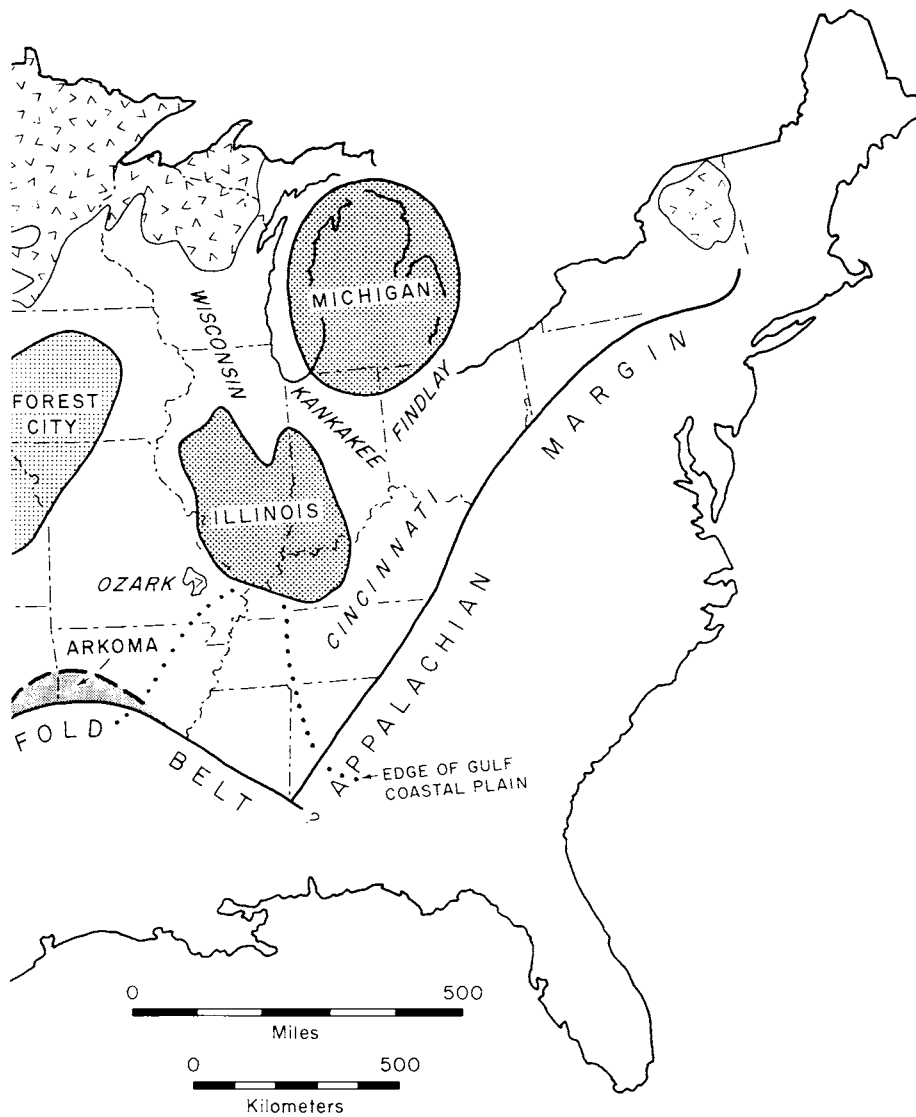 MICHIGAN
WISCONSIN
KANKAKEE
FINDLAY
FOREST
CITY
ILLINOIS
CINCINNATI
OZARK
ARKOMA
FOLD
BELT
APPALACHIAN
MARGIN
EDGE OF GULF
COASTAL PLAIN
0 500
Miles
0 500
Kilometers